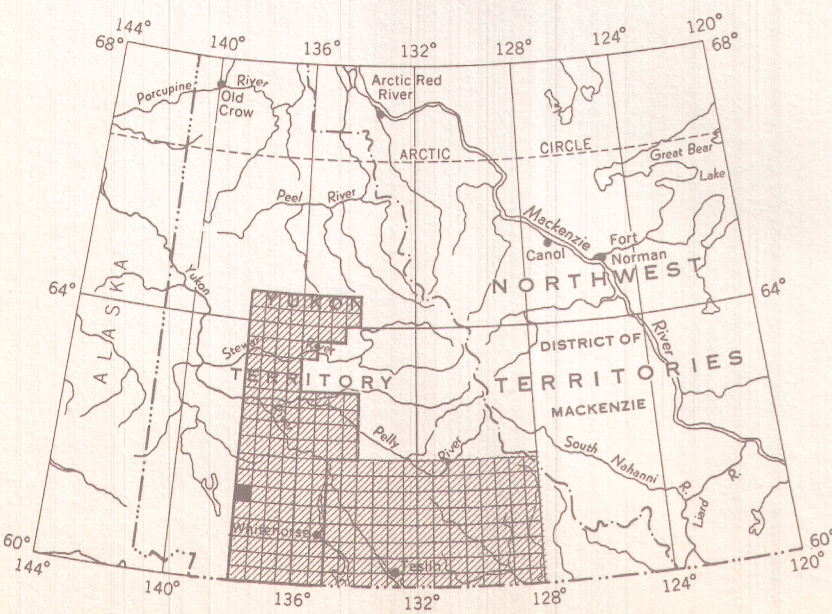 144° 140° 136° 132° 128° 124° 120°
68° 68°
Porcupine River
Old
Crow
Arctic Red
River
ARCTIC CIRCLE
Great Bear
Lake
Peel River
Mackenzie
Canol
Fort
Norman
ALASKA
Yukon
64° 64°
YUKON
NORTHWEST
River
Stewart River
DISTRICT OF
TERRITORY
TERRITORIES
MACKENZIE
River
Pelly River
South Nahanni R.
Liard R.
Whitehorse
Teslin
60° 60°
144° 140° 136° 132° 128° 124° 120°